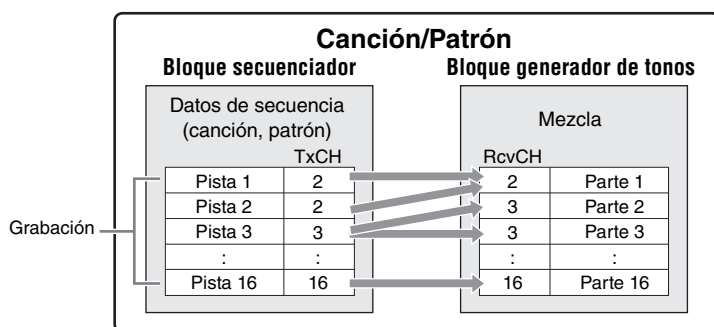 Canción/Patrón
Bloque secuenciador
Bloque generador de tonos
Datos de secuencia
(canción, patrón)
Mezcla
TxCH
RcvCH
Pista 1 2
2 Parte 1
Pista 2 2
3 Parte 2
Grabación
Pista 3 3
3 Parte 3
: :
: :
Pista 16 16
16 Parte 16